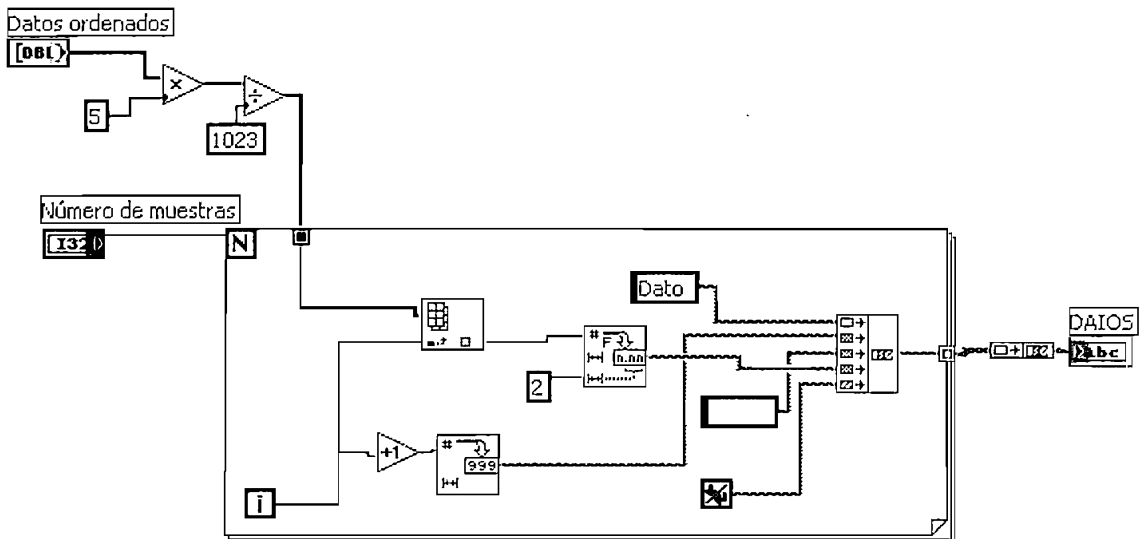 Datos ordenados
[DBL]
×
5
÷
1023
Número de muestras
I32
N
Dato
DATOS
abc
#
F
n.nn
2
+1
#
999
i